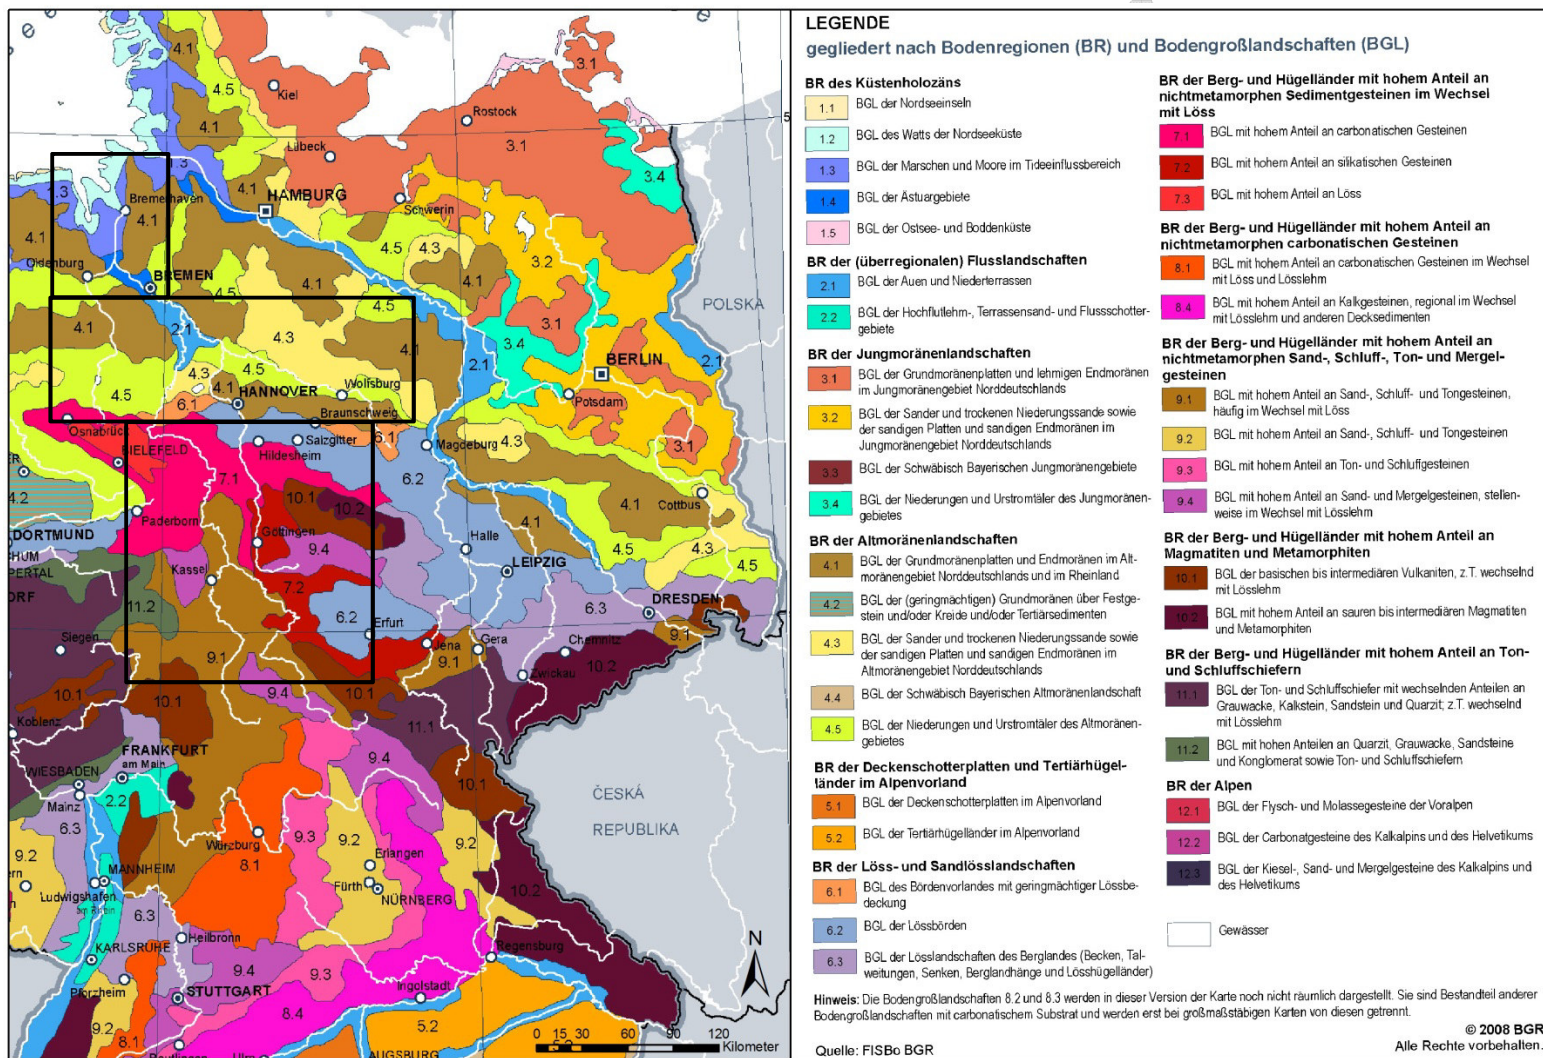 LEGENDE
gegliedert nach Bodenregionen (BR) und Bodengroßlandschaften (BGL)
BR des Küstenholozäns
1.1 BGL der Nordseeinseln
1.2 BGL des Watts der Nordseeküste
1.3 BGL der Marschen und Moore im Tideeinflussbereich
1.4 BGL der Ästuargebiete
1.5 BGL der Ostsee- und Boddenküste
BR der (überregionalen) Flusslandschaften
2.1 BGL der Auen und Niederterrassen
2.2 BGL der Hochflutlehm-, Terrassensand- und Flussschotter-
gebiete
BR der Jungmoränenlandschaften
3.1 BGL der Grundmoränenplatten und lehmigen Endmoränen
im Jungmoränengebiet Norddeutschlands
3.2 BGL der Sander und trockenen Niederungssande sowie
der sandigen Platten und sandigen Endmoränen im
Jungmoränengebiet Norddeutschlands
3.3 BGL der Schwäbisch Bayerischen Jungmoränengebiete
3.4 BGL der Niederungen und Urstromtäler des Jungmoränen-
gebietes
BR der Altmoränenlandschaften
4.1 BGL der Grundmoränenplatten und Endmoränen im Alt-
moränengebiet Norddeutschlands und im Rheinland
4.2 BGL der (geringmächtigen) Grundmoränen über Festge-
stein und/oder Kreide und/oder Tertiärsedimenten
4.3 BGL der Sander und trockenen Niederungssande sowie
der sandigen Platten und sandigen Endmoränen im
Altmoränengebiet Norddeutschlands
4.4 BGL der Schwäbisch Bayerischen Altmoränenlandschaft
4.5 BGL der Niederungen und Urstromtäler des Altmoränen-
gebietes
BR der Deckenschotterplatten und Tertiärhügel-
länder im Alpenvorland
5.1 BGL der Deckenschotterplatten im Alpenvorland
5.2 BGL der Tertiärhügelländer im Alpenvorland
BR der Löss- und Sandlösslandschaften
6.1 BGL des Bördenvorlandes mit geringmächtiger Lössbe-
deckung
6.2 BGL der Lössbörden
6.3 BGL der Lösslandschaften des Berglandes (Becken, Tal-
weitungen, Senken, Berglandhänge und Lösshügelländer)
BR der Berg- und Hügelländer mit hohem Anteil an
nichtmetamorphen Sedimentgesteinen im Wechsel
mit Löss
7.1 BGL mit hohem Anteil an carbonatischen Gesteinen
7.2 BGL mit hohem Anteil an silikatischen Gesteinen
7.3 BGL mit hohem Anteil an Löss
BR der Berg- und Hügelländer mit hohem Anteil an
nichtmetamorphen carbonatischen Gesteinen
8.1 BGL mit hohem Anteil an carbonatischen Gesteinen im Wechsel
mit Löss und Lösslehm
8.4 BGL mit hohem Anteil an Kalkgesteinen, regional im Wechsel
mit Lösslehm und anderen Decksedimenten
BR der Berg- und Hügelländer mit hohem Anteil an
nichtmetamorphen Sand-, Schluff-, Ton- und Mergel-
gesteinen
9.1 BGL mit hohem Anteil an Sand-, Schluff- und Tongesteinen,
häufig im Wechsel mit Löss
9.2 BGL mit hohem Anteil an Sand-, Schluff- und Tongesteinen
9.3 BGL mit hohem Anteil an Ton- und Schluffgesteinen
9.4 BGL mit hohem Anteil an Sand- und Mergelgesteinen, stellen-
weise im Wechsel mit Lösslehm
BR der Berg- und Hügelländer mit hohem Anteil an
Magmatiten und Metamorphiten
10.1 BGL der basischen bis intermediären Vulkaniten, z.T. wechselnd
mit Lösslehm
10.2 BGL mit hohem Anteil an sauren bis intermediären Magmatiten
und Metamorphiten
BR der Berg- und Hügelländer mit hohem Anteil an Ton-
und Schluffschiefern
11.1 BGL der Ton- und Schluffschiefer mit wechselnden Anteilen an
Grauwacke, Kalkstein, Sandstein und Quarzit; z.T. wechselnd
mit Lösslehm
11.2 BGL mit hohen Anteilen an Quarzit, Grauwacke, Sandsteine
und Konglomerat sowie Ton- und Schluffschiefern
BR der Alpen
12.1 BGL der Flysch- und Molassegesteine der Voralpen
12.2 BGL der Carbonatgesteine des Kalkalpins und des Helvetikums
12.3 BGL der Kiesel-, Sand- und Mergelgesteine des Kalkalpins und
des Helvetikums
Gewässer
Hinweis: Die Bodengroßlandschaften 8.2 und 8.3 werden in dieser Version der Karte noch nicht räumlich dargestellt. Sie sind Bestandteil anderer
Bodengroßlandschaften mit carbonatischem Substrat und werden erst bei großmaßstäbigen Karten von diesen getrennt.
Quelle: FISBo BGR
© 2008 BGR
Alle Rechte vorbehalten.
Kiel
Rostock
Lübeck
HAMBURG
Schwerin
Bremerhaven
Oldenburg
BREMEN
POLSKA
BERLIN
Potsdam
Wolfsburg
HANNOVER
Braunschweig
Osnabrück
Salzgitter
Hildesheim
Magdeburg
BIELEFELD
Paderborn
Cottbus
DORTMUND
Göttingen
Halle
LEIPZIG
Kassel
DRESDEN
Erfurt
Siegen
Jena
Gera
Chemnitz
Zwickau
Koblenz
FRANKFURT
am Main
WIESBADEN
Mainz
ČESKÁ
REPUBLIKA
Würzburg
Erlangen
Fürth
NÜRNBERG
MANNHEIM
Ludwigshafen
am Rhein
Heilbronn
KARLSRUHE
Regensburg
Pforzheim
STUTTGART
Ingolstadt
AUGSBURG
N
0 15 30 60 90 120
Kilometer